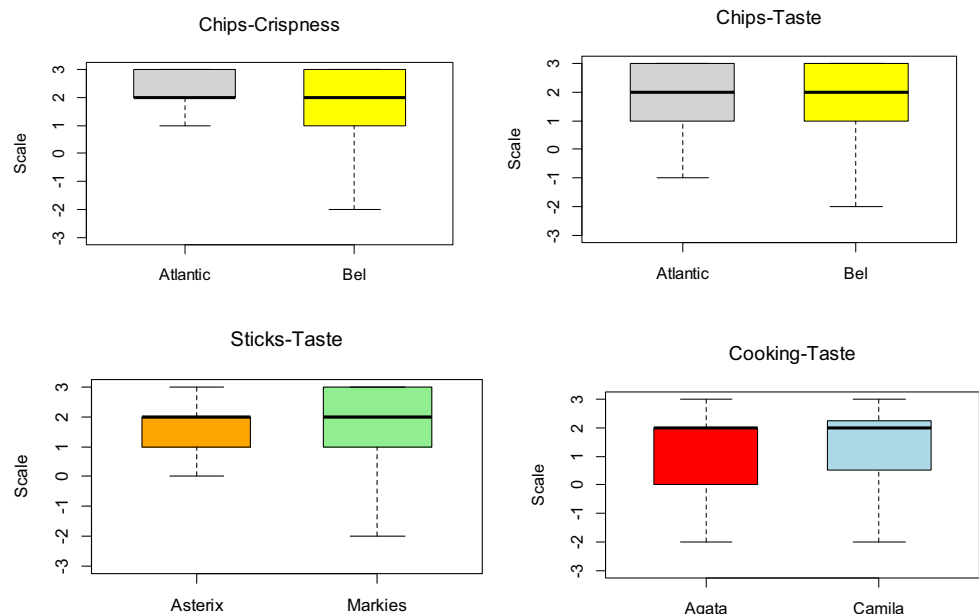 Chips-Crispness
3
2
1
0
-1
-2
-3
Scale
Atlantic Bel
Chips-Taste
3
2
1
0
-1
-2
-3
Scale
Atlantic Bel
Sticks-Taste
3
2
1
0
-1
-2
-3
Scale
Asterix Markies
Cooking-Taste
3
2
1
0
-1
-2
-3
Scale
Agata Camila